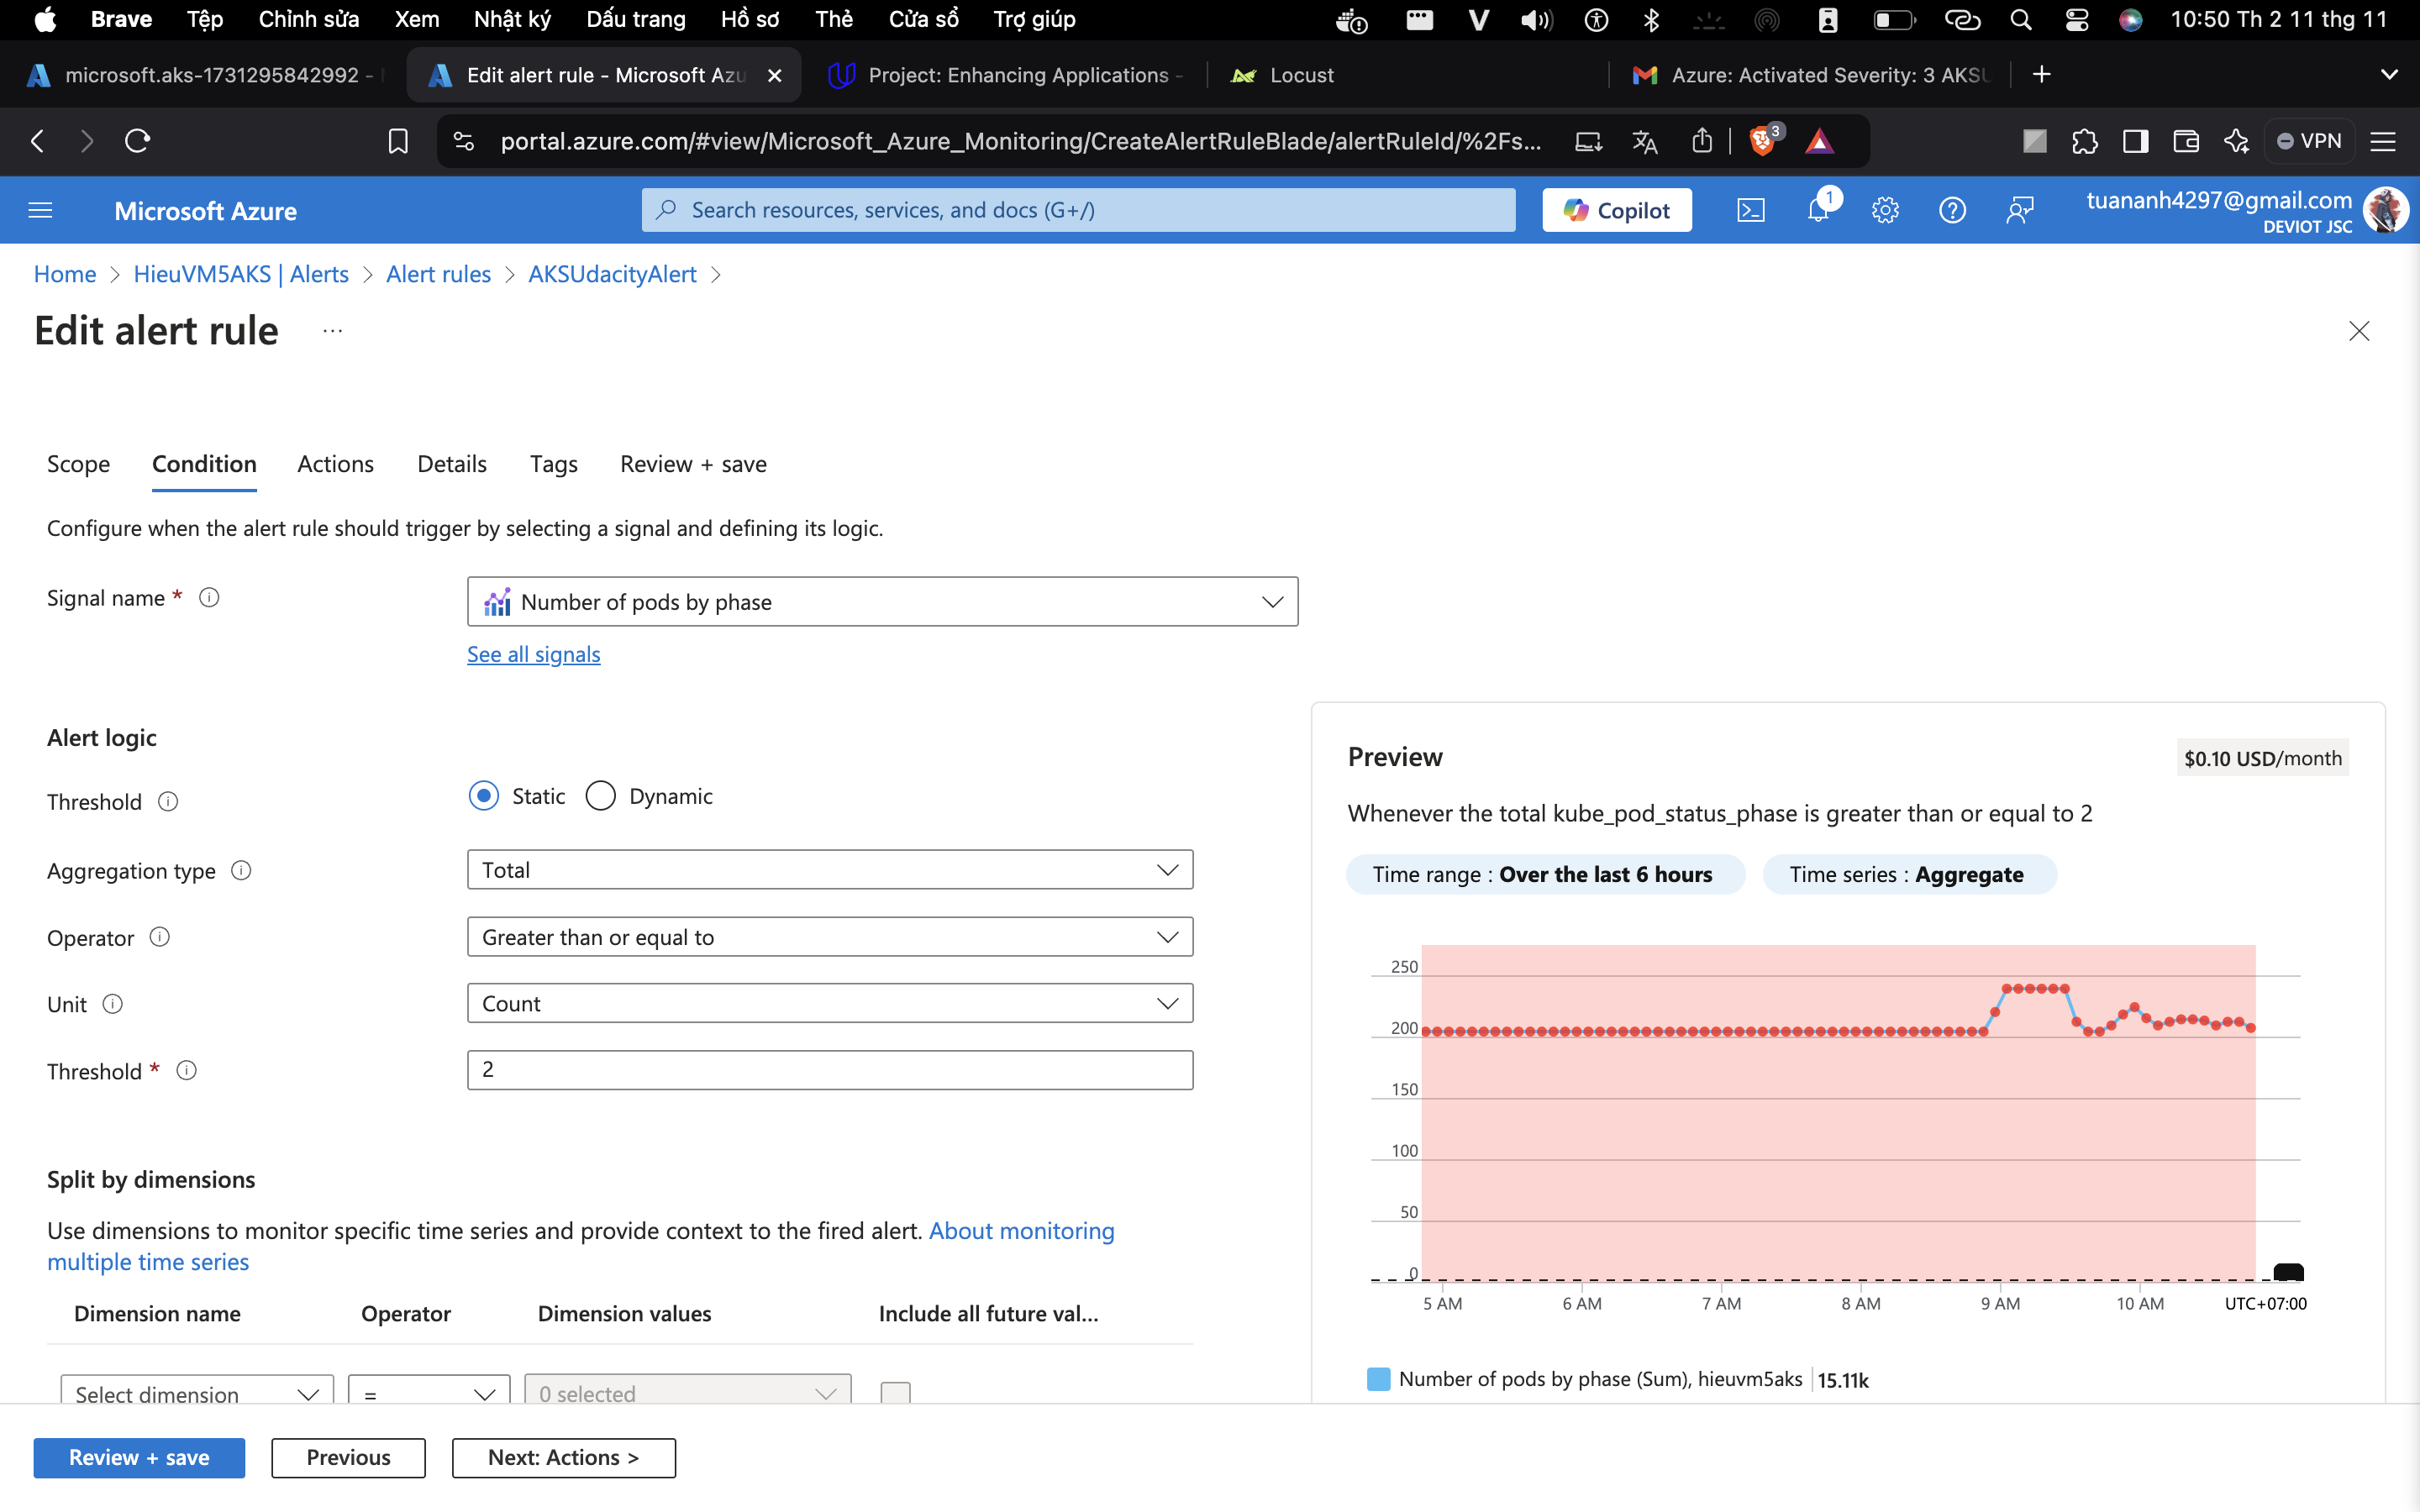 Brave Tệp Chỉnh sửa Xem Nhật ký Dấu trang Hồ sơ Thẻ Cửa sổ Trợ giúp 10:50 Th 2 11 thg 11
microsoft.aks-1731295842992 - Edit alert rule - Microsoft Azu Project: Enhancing Applications - Locust Azure: Activated Severity: 3 AKSU
portal.azure.com/#view/Microsoft_Azure_Monitoring/CreateAlertRuleBlade/alertRuleId/%2Fs... 3 VPN
Microsoft Azure Search resources, services, and docs (G+/) Copilot 1 tuananh4297@gmail.com
DEVIOT JSC
Home > HieuVM5AKS | Alerts > Alert rules > AKSUdacityAlert >
Edit alert rule ...
Scope Condition Actions Details Tags Review + save
Configure when the alert rule should trigger by selecting a signal and defining its logic.
Signal name * Number of pods by phase
See all signals
Alert logic
Threshold Static Dynamic
Aggregation type Total
Operator Greater than or equal to
Unit Count
Threshold * 2
Split by dimensions
Use dimensions to monitor specific time series and provide context to the fired alert. About monitoring
multiple time series
Dimension name Operator Dimension values Include all future val...
Select dimension = 0 selected
Preview $0.10 USD/month
Whenever the total kube_pod_status_phase is greater than or equal to 2
Time range : Over the last 6 hours Time series : Aggregate
250
200
150
100
50
0
5 AM 6 AM 7 AM 8 AM 9 AM 10 AM UTC+07:00
Number of pods by phase (Sum), hieuvm5aks 15.11k
Review + save Previous Next: Actions >